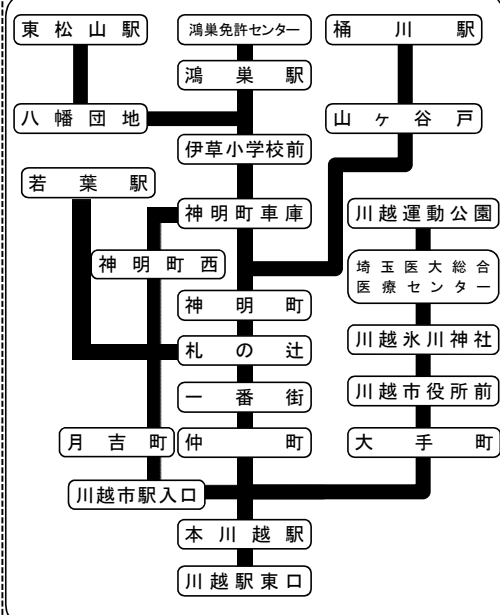 東松山駅
鴻巣免許センター
桶川駅
鴻巣駅
八幡団地
山ヶ谷戸
伊草小学校前
若葉駅
神明町車庫
川越運動公園
神明町西
埼玉医大総合
医療センター
神明町
川越氷川神社
札の辻
一番街
川越市役所前
月吉町
仲町
大手町
川越市駅入口
本川越駅
川越駅東口